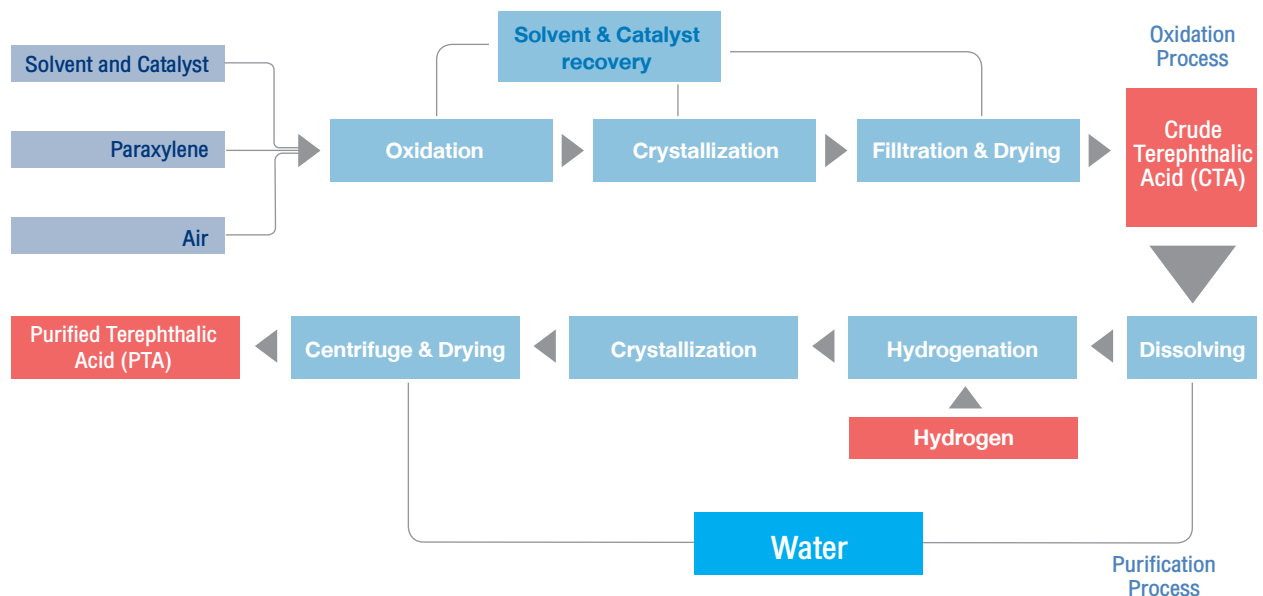 Solvent & Catalyst
recovery
Oxidation
Process
Solvent and Catalyst
Paraxylene
Air
Oxidation
Crystallization
Filltration & Drying
Crude
Terephthalic
Acid (CTA)
Purified Terephthalic
Acid (PTA)
Centrifuge & Drying
Crystallization
Hydrogenation
Dissolving
Hydrogen
Water
Purification
Process